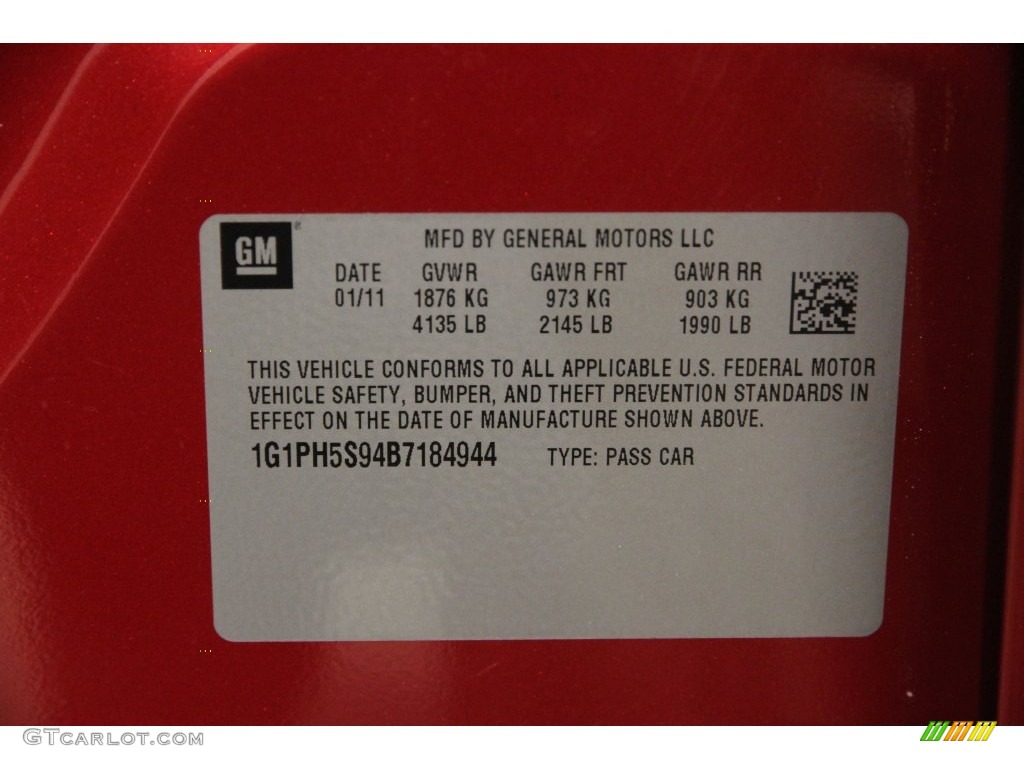 GM ®
MFD BY GENERAL MOTORS LLC
DATE GVWR GAWR FRT GAWR RR
01/11 1876 KG 973 KG 903 KG
4135 LB 2145 LB 1990 LB
THIS VEHICLE CONFORMS TO ALL APPLICABLE U.S. FEDERAL MOTOR
VEHICLE SAFETY, BUMPER, AND THEFT PREVENTION STANDARDS IN
EFFECT ON THE DATE OF MANUFACTURE SHOWN ABOVE.
1G1PH5S94B7184944 TYPE: PASS CAR
GTCARLOT.COM